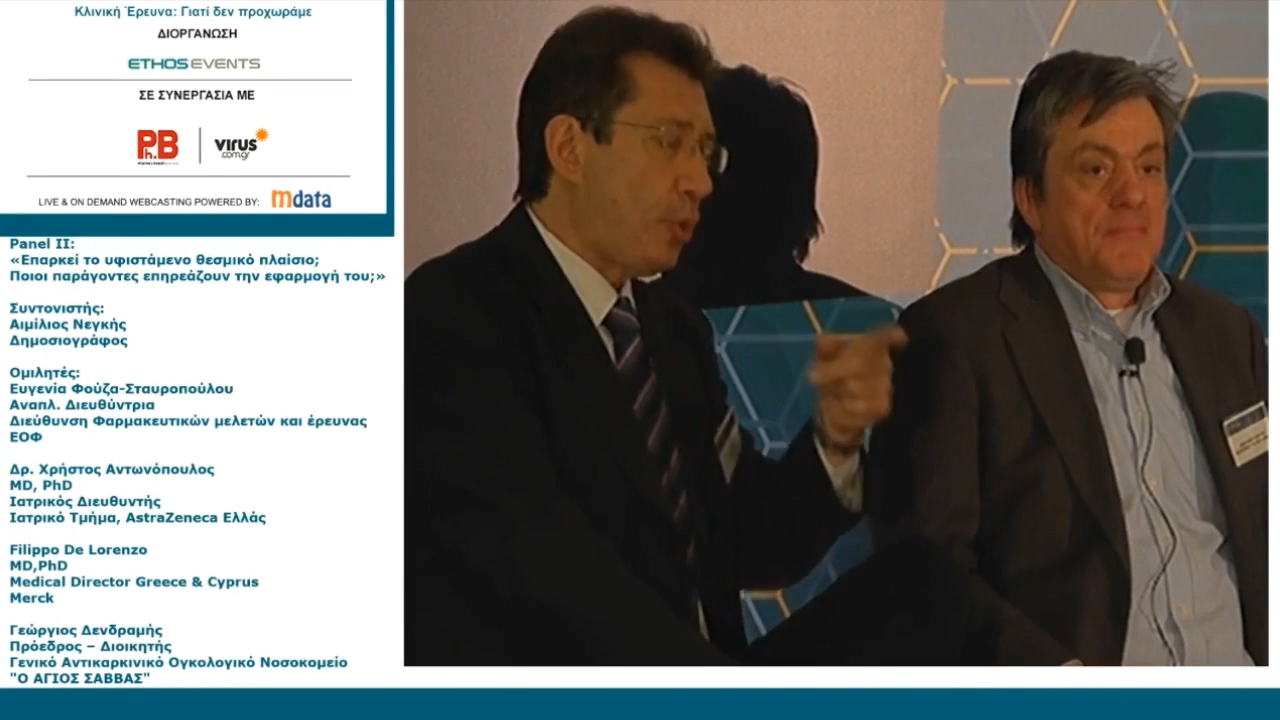 Κλινική Έρευνα: Γιατί δεν προχωράμε
ΔΙΟΡΓΑΝΩΣΗ
ETHOSEVENTS
ΣΕ ΣΥΝΕΡΓΑΣΙΑ ΜΕ
Ph.B
virus
.com.gr
LIVE & ON DEMAND WEBCASTING POWERED BY: mdata
Panel II:
«Επαρκεί το υφιστάμενο θεσμικό πλαίσιο;
Ποιοι παράγοντες επηρεάζουν την εφαρμογή του;»
Συντονιστής:
Αιμίλιος Νεγκής
Δημοσιογράφος
Ομιλητές:
Ευγενία Φούζα-Σταυροπούλου
Αναπλ. Διευθύντρια
Διεύθυνση Φαρμακευτικών μελετών και έρευνας
ΕΟΦ
Δρ. Χρήστος Αντωνόπουλος
MD, PhD
Ιατρικός Διευθυντής
Ιατρικό Τμήμα, AstraZeneca Ελλάς
Filippo De Lorenzo
MD,PhD
Medical Director Greece & Cyprus
Merck
Γεώργιος Δενδραμής
Πρόεδρος – Διοικητής
Γενικό Αντικαρκινικό Ογκολογικό Νοσοκομείο
"Ο ΑΓΙΟΣ ΣΑΒΒΑΣ"